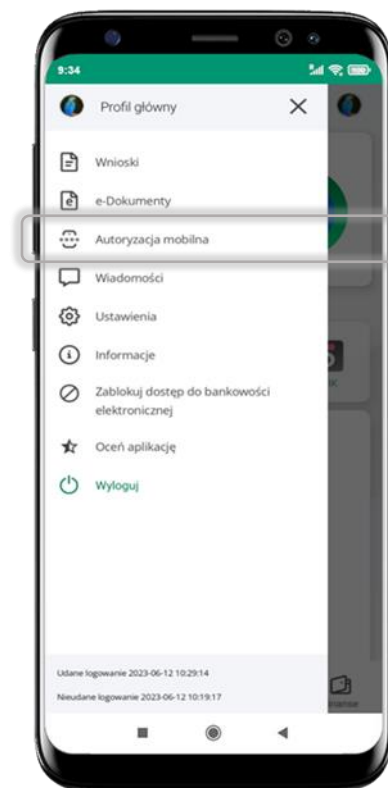 9:34
Profil główny
Wnioski
e-Dokumenty
Autoryzacja mobilna
Wiadomości
Ustawienia
Informacje
Zablokuj dostęp do bankowości
elektronicznej
Oceń aplikację
Wyloguj
Udane logowanie 2023-06-12 10:29:14
Nieudane logowanie 2023-06-12 10:19:17